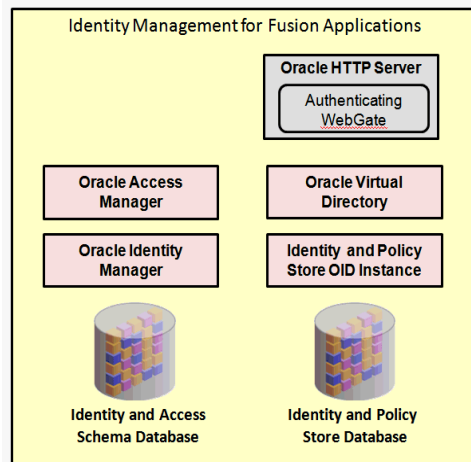 Identity Management for Fusion Applications
Oracle HTTP Server
Authenticating
WebGate
Oracle Access
Manager
Oracle Virtual
Directory
Oracle Identity
Manager
Identity and Policy
Store OID Instance
Identity and Access
Schema Database
Identity and Policy
Store Database